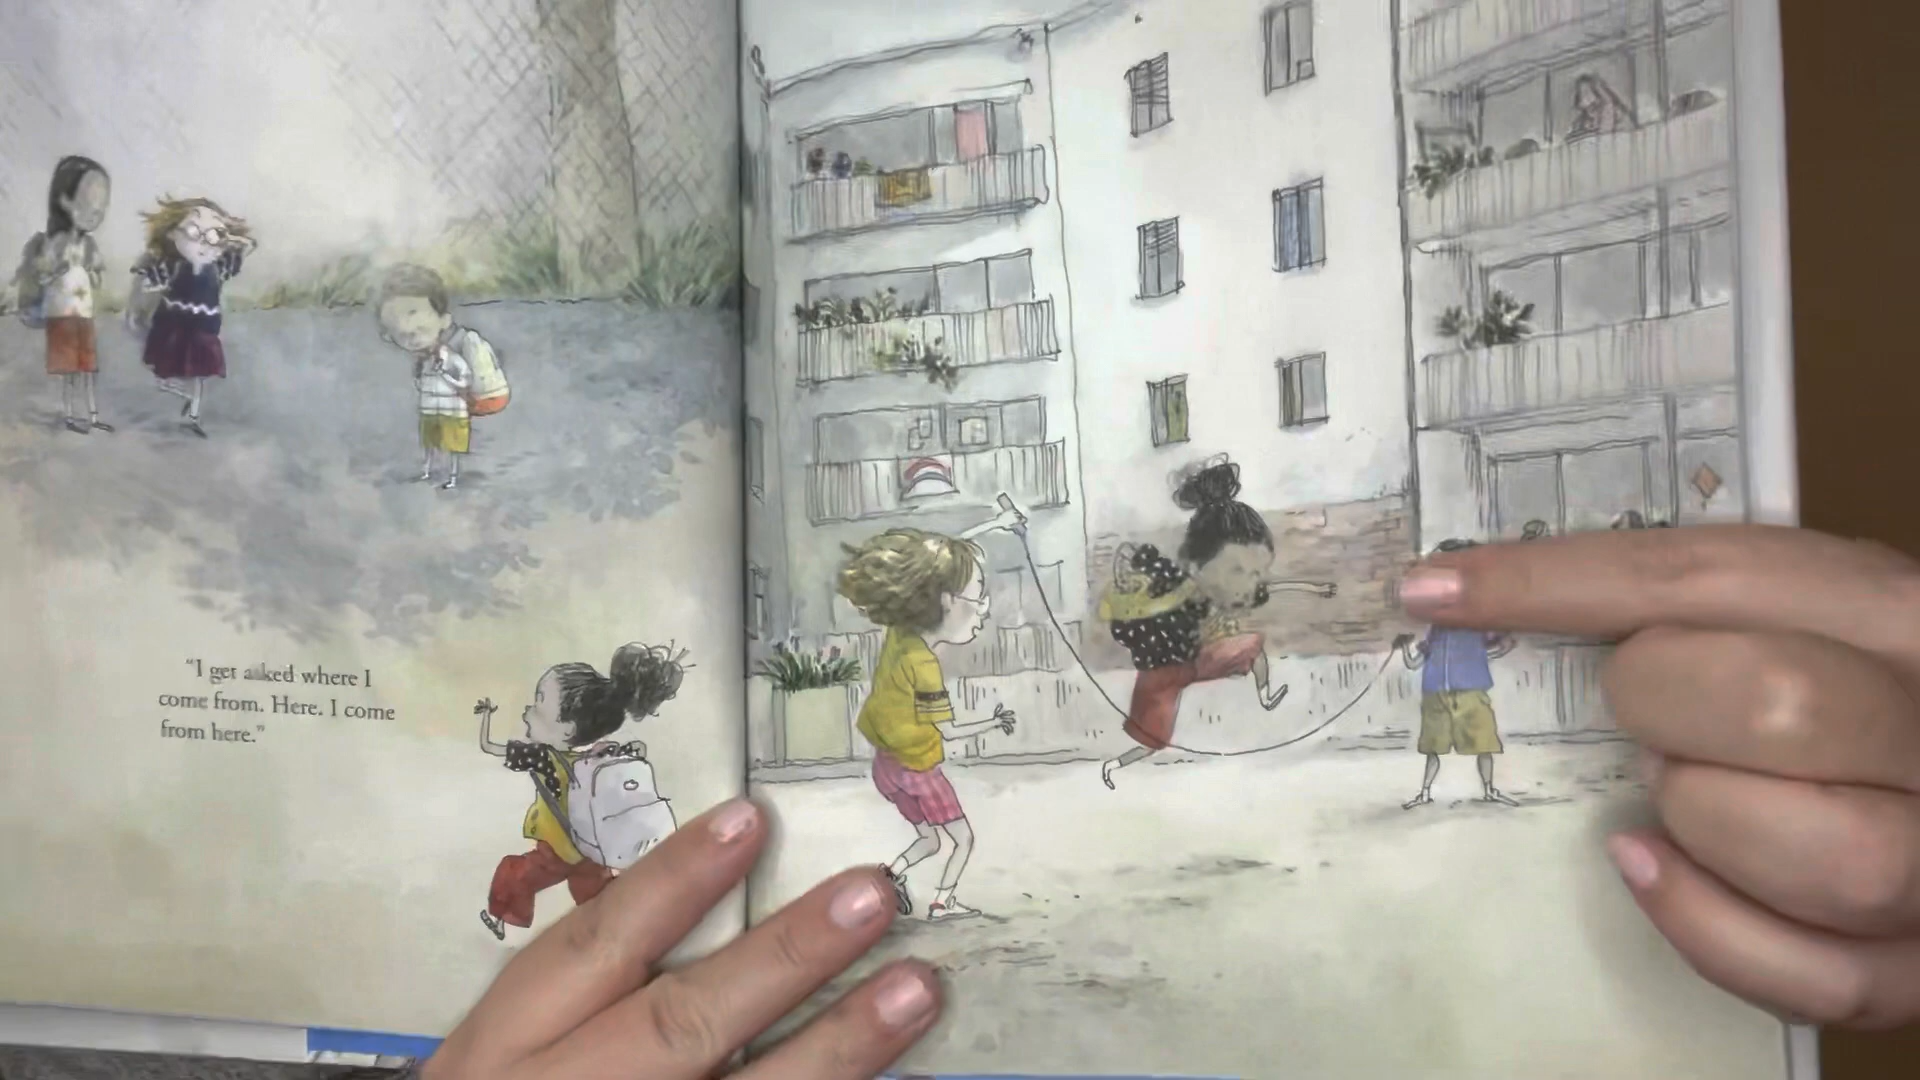 "I get asked where I
come from. Here. I come
from here."